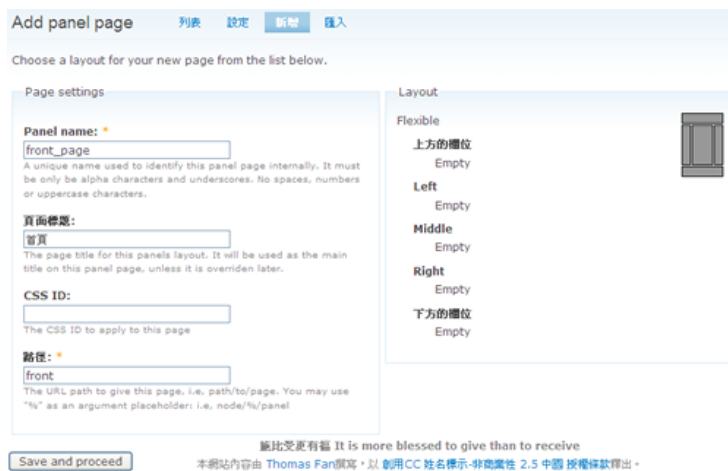 Add panel page 列表 設定 新增 匯入
Choose a layout for your new page from the list below.
Page settings
Panel name: *
front_page
A unique name used to identify this panel page internally. It must
be only be alpha characters and underscores. No spaces, numbers
or uppercase characters.
頁面標題:
首頁
The page title for this panels layout. It will be used as the main
title on this panel page, unless it is overriden later.
CSS ID:
The CSS ID to apply to this page
路徑: *
front
The URL path to give this page, i.e, path/to/page. You may use
"%" as an argument placeholder: i.e, node/%/panel
Layout
Flexible
上方的欄位
Empty
Left
Empty
Middle
Empty
Right
Empty
下方的欄位
Empty
施比受更有福 It is more blessed to give than to receive
Save and proceed
本網站內容由 Thomas Fan撰寫，以 創用CC 姓名標示-非商業性 2.5 中國 授權條款釋出。